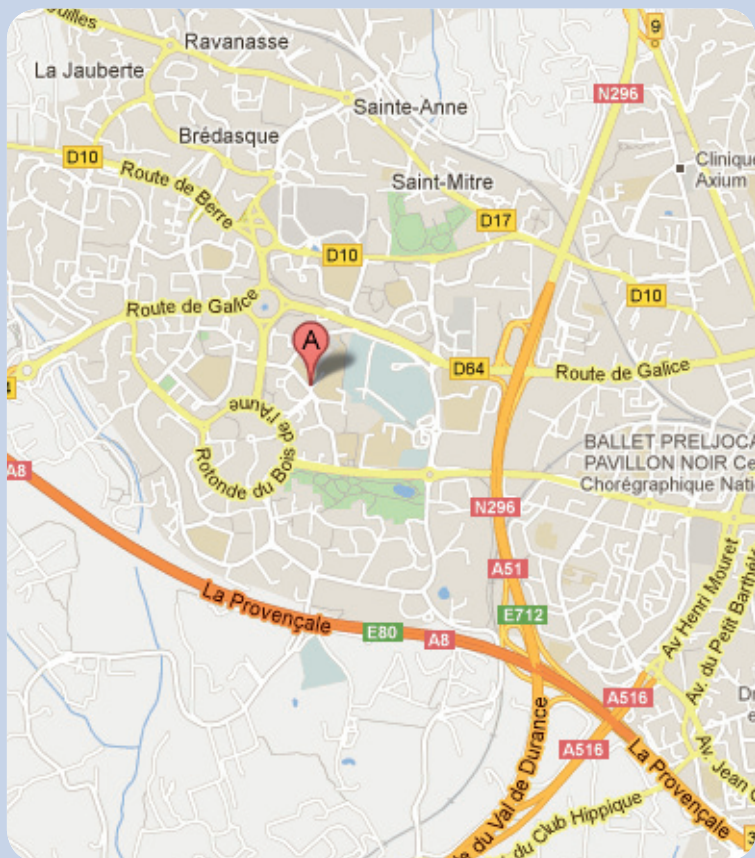 9
Ravanasse
La Jauberte
N296
Sainte-Anne
Brédasque
Clinique
Axium
D10
Route de Berre
Saint-Mitre
D17
D10
D10
Route de Galice
A
D64
Route de Galice
Rotonde du Bois de l'Aune
BALLET PRELJOCA
PAVILLON NOIR Ce
Chorégraphique Nati
A8
N296
A51
E712
La Provençale
E80
A8
Av Henri Mouret
Av. du Petit Barthé
A516
A516
La Provençale
Av. Jean
du Val de Durance
du Club Hippique